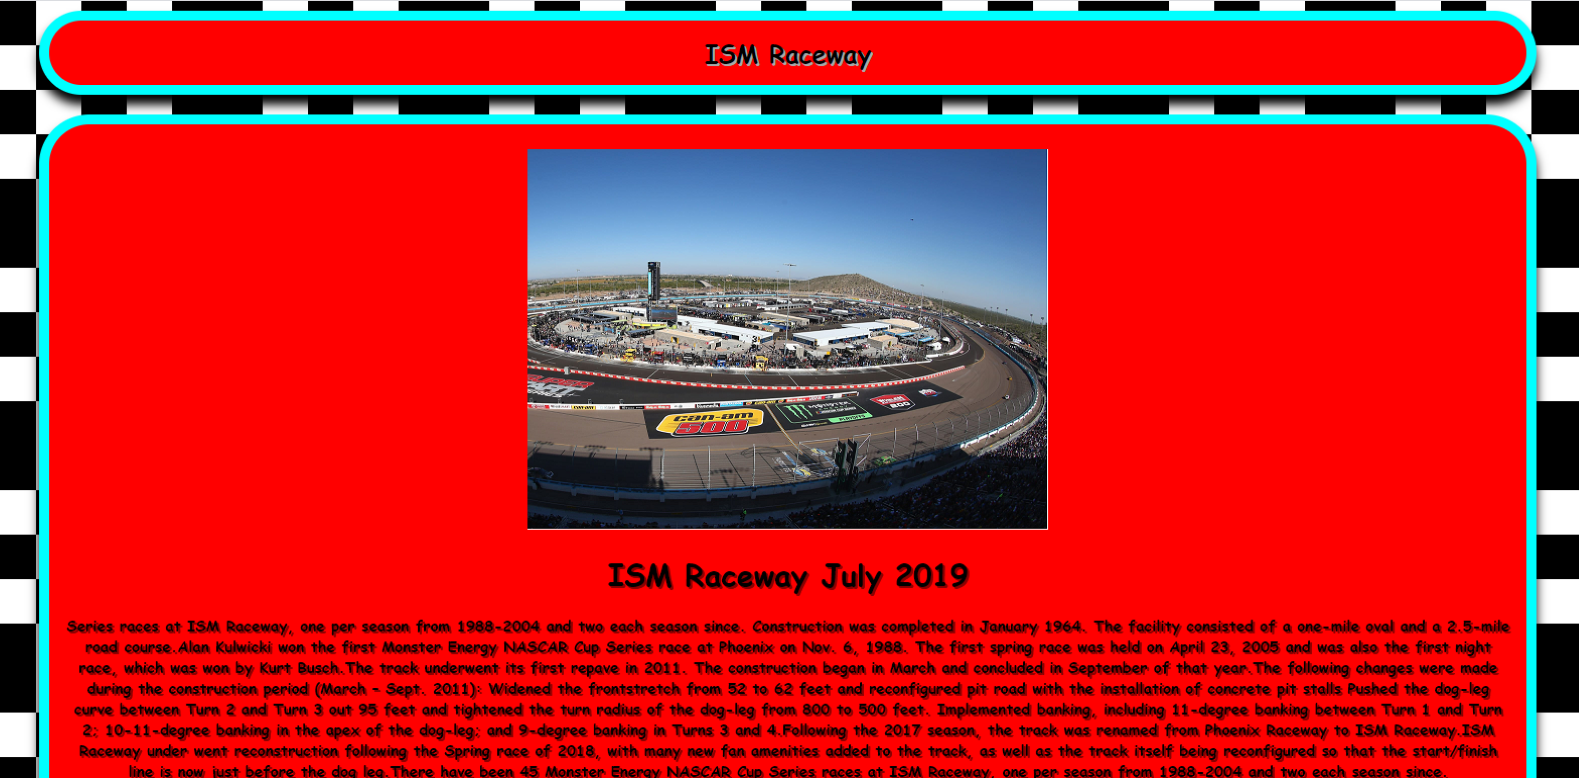 ISM Raceway
can-am
500
MONSTER
ISM Raceway July 2019
Series races at ISM Raceway, one per season from 1988-2004 and two each season since. Construction was completed in January 1964. The facility consisted of a one-mile oval and a 2.5-mile
road course.Alan Kulwicki won the first Monster Energy NASCAR Cup Series race at Phoenix on Nov. 6, 1988. The first spring race was held on April 23, 2005 and was also the first night
race, which was won by Kurt Busch.The track underwent its first repave in 2011. The construction began in March and concluded in September of that year.The following changes were made
during the construction period (March - Sept. 2011): Widened the frontstretch from 52 to 62 feet and reconfigured pit road with the installation of concrete pit stalls Pushed the dog-leg
curve between Turn 2 and Turn 3 out 95 feet and tightened the turn radius of the dog-leg from 800 to 500 feet. Implemented banking, including 11-degree banking between Turn 1 and Turn
2; 10-11-degree banking in the apex of the dog-leg; and 9-degree banking in Turns 3 and 4.Following the 2017 season, the track was renamed from Phoenix Raceway to ISM Raceway.ISM
Raceway under went reconstruction following the Spring race of 2018, with many new fan amenities added to the track, as well as the track itself being reconfigured so that the start/finish
line is now just before the dog leg.There have been 45 Monster Energy NASCAR Cup Series races at ISM Raceway, one per season from 1988-2004 and two each season since.